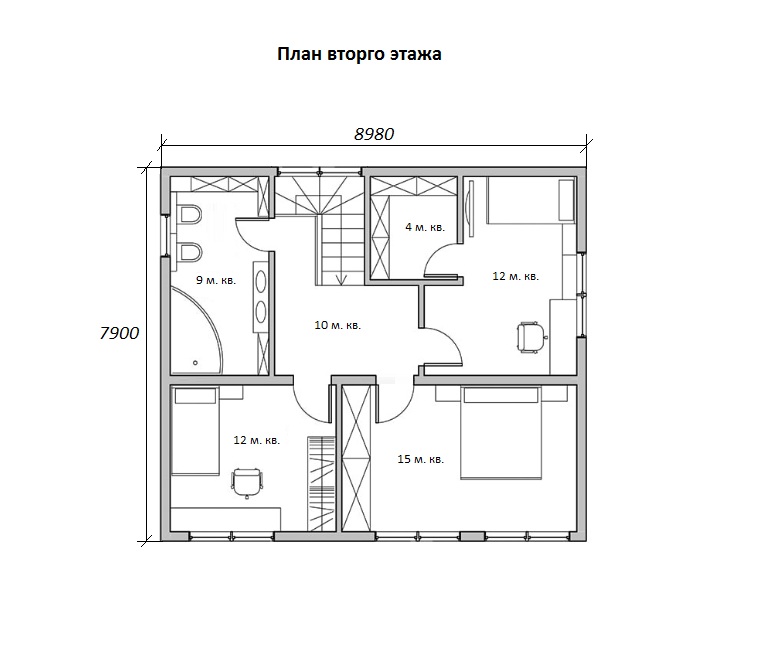 План вторго этажа
8980
4 м. кв.
9 м. кв.
12 м. кв.
10 м. кв.
7900
12 м. кв.
15 м. кв.